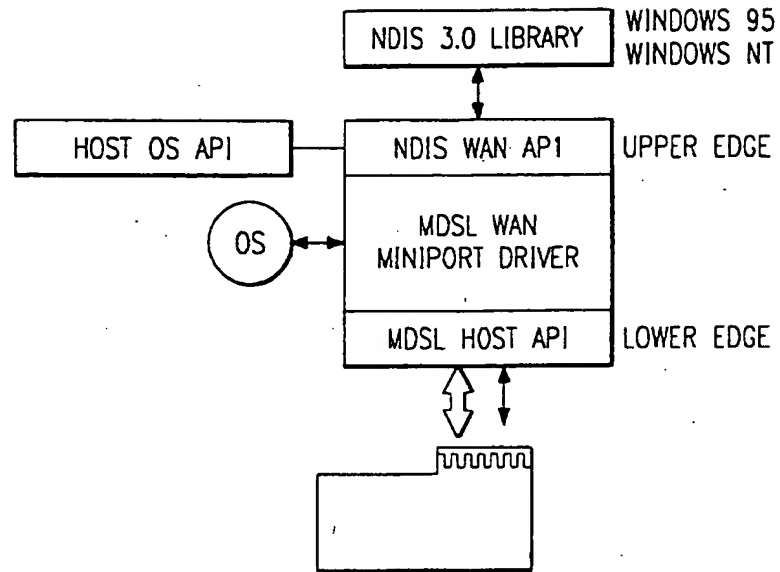 NDIS 3.0 LIBRARY
WINDOWS 95
WINDOWS NT
HOST OS API
NDIS WAN AP1
UPPER EDGE
OS
MDSL WAN
MINIPORT DRIVER
MDSL HOST API
LOWER EDGE